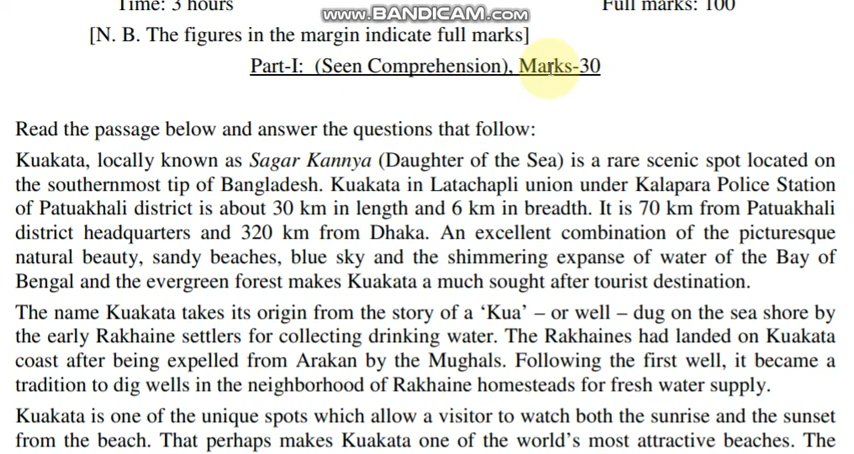 Time: 3 hours Full marks: 100
www.BANDICAM.com
[N. B. The figures in the margin indicate full marks]
Part-I: (Seen Comprehension), Marks-30
Read the passage below and answer the questions that follow:
Kuakata, locally known as Sagar Kannya (Daughter of the Sea) is a rare scenic spot located on
the southernmost tip of Bangladesh. Kuakata in Latachapli union under Kalapara Police Station
of Patuakhali district is about 30 km in length and 6 km in breadth. It is 70 km from Patuakhali
district headquarters and 320 km from Dhaka. An excellent combination of the picturesque
natural beauty, sandy beaches, blue sky and the shimmering expanse of water of the Bay of
Bengal and the evergreen forest makes Kuakata a much sought after tourist destination.
The name Kuakata takes its origin from the story of a ‘Kua’ – or well – dug on the sea shore by
the early Rakhaine settlers for collecting drinking water. The Rakhaines had landed on Kuakata
coast after being expelled from Arakan by the Mughals. Following the first well, it became a
tradition to dig wells in the neighborhood of Rakhaine homesteads for fresh water supply.
Kuakata is one of the unique spots which allow a visitor to watch both the sunrise and the sunset
from the beach. That perhaps makes Kuakata one of the world’s most attractive beaches. The